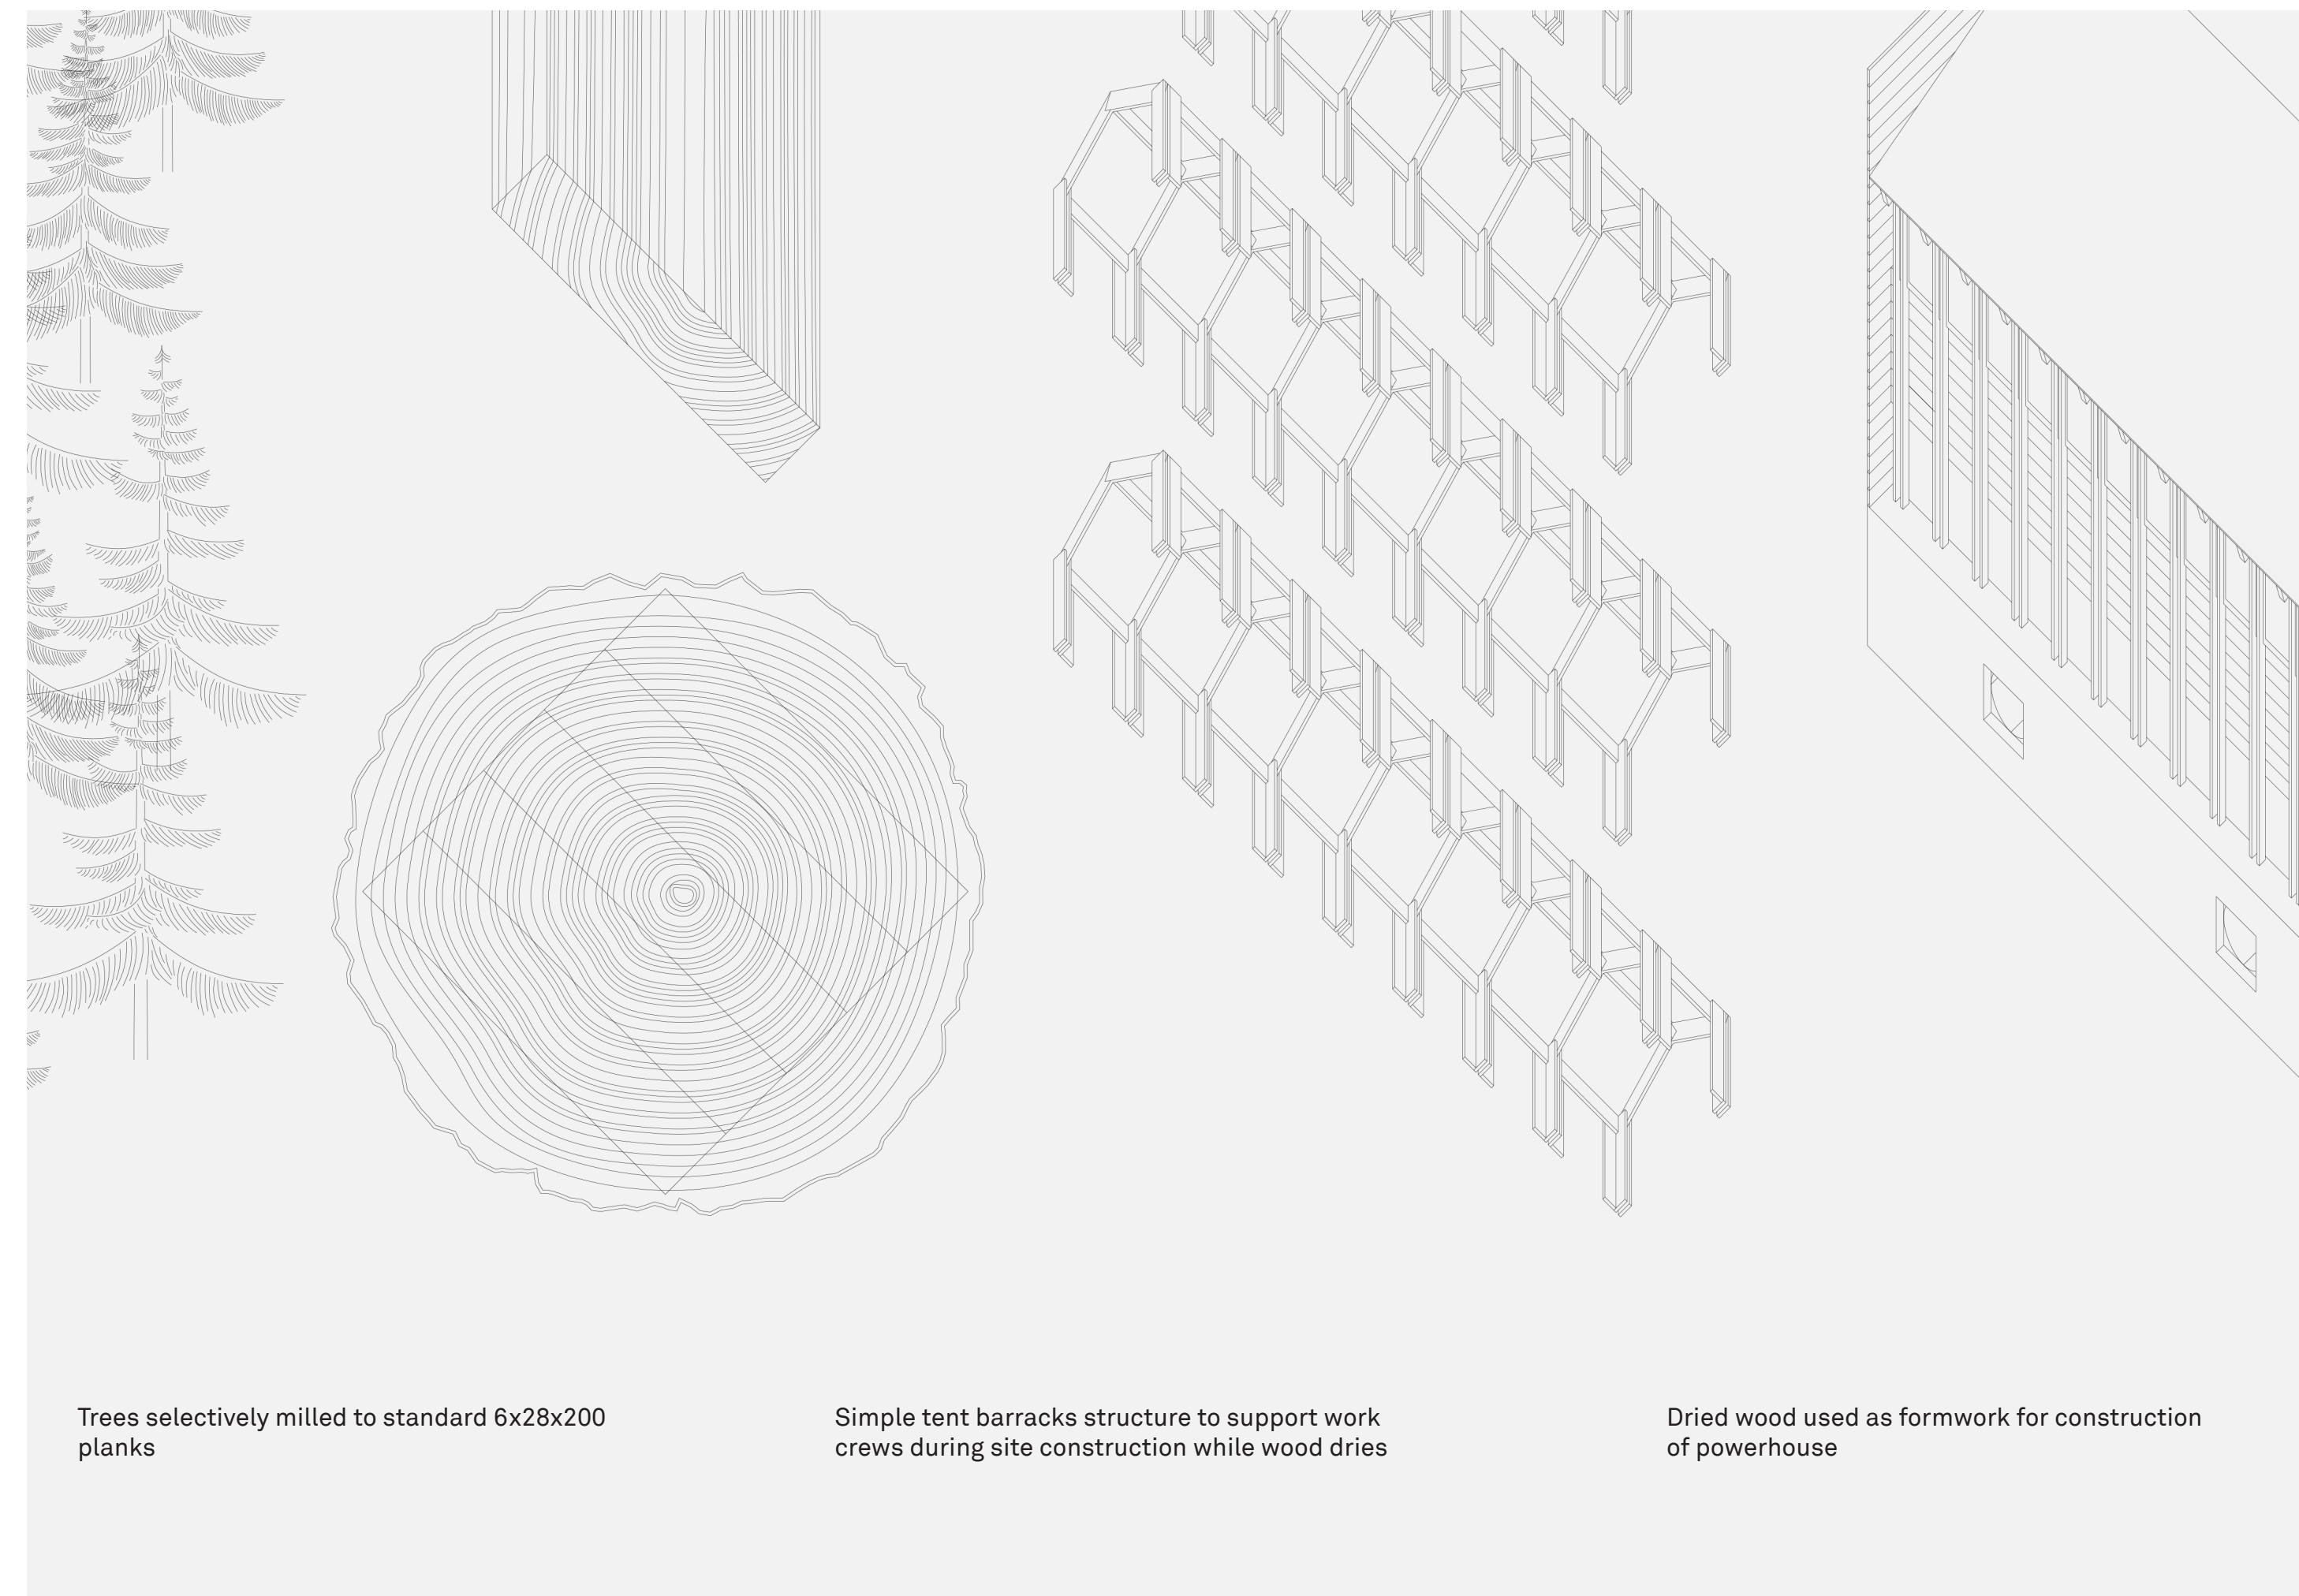 Trees selectively milled to standard 6x28x200
planks
Simple tent barracks structure to support work
crews during site construction while wood dries
Dried wood used as formwork for construction
of powerhouse